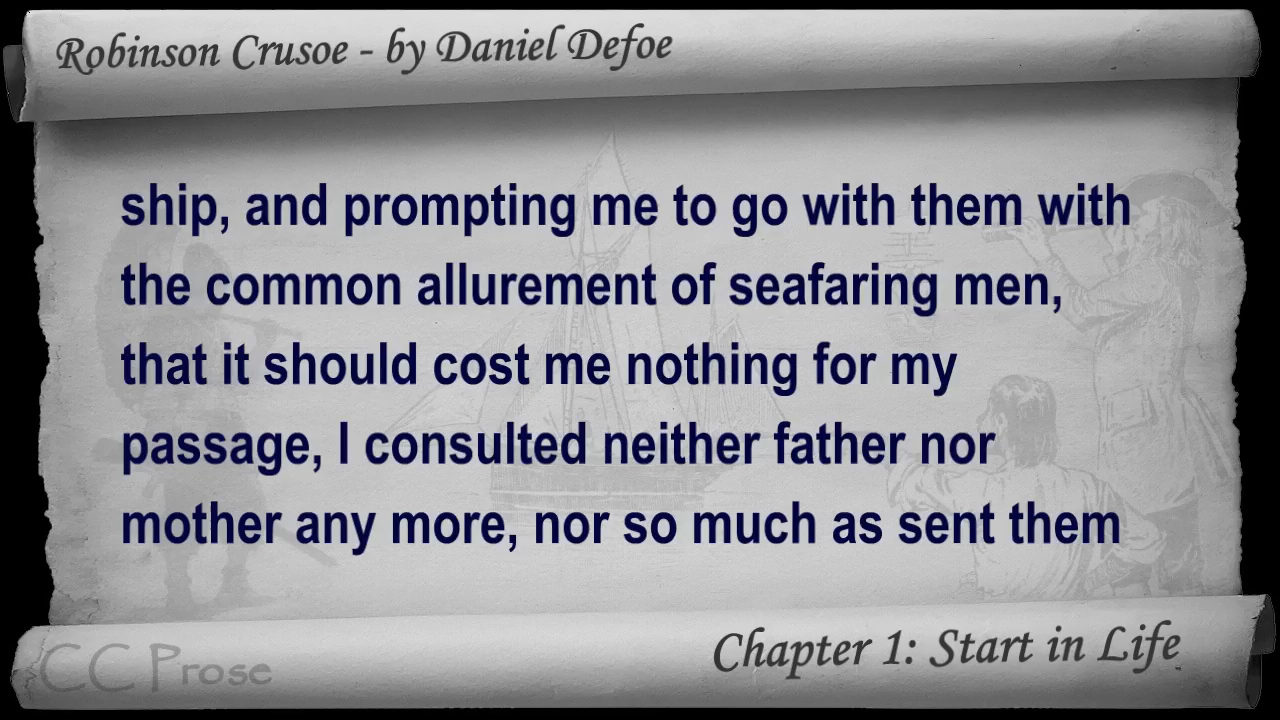 Robinson Crusoe - by Daniel Defoe
ship, and prompting me to go with them with
the common allurement of seafaring men,
that it should cost me nothing for my
passage, I consulted neither father nor
mother any more, nor so much as sent them
Chapter 1: Start in Life
CC Prose